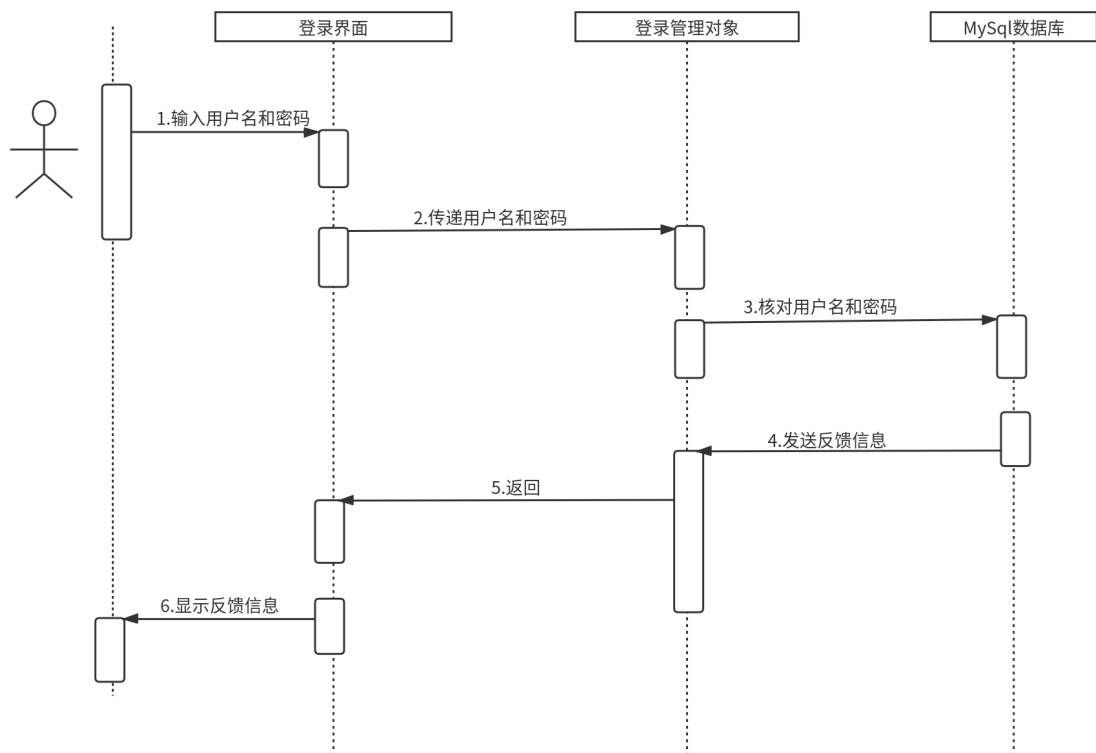 登录界面
登录管理对象
MySql数据库
1.输入用户名和密码
2.传递用户名和密码
3.核对用户名和密码
4.发送反馈信息
5.返回
6.显示反馈信息